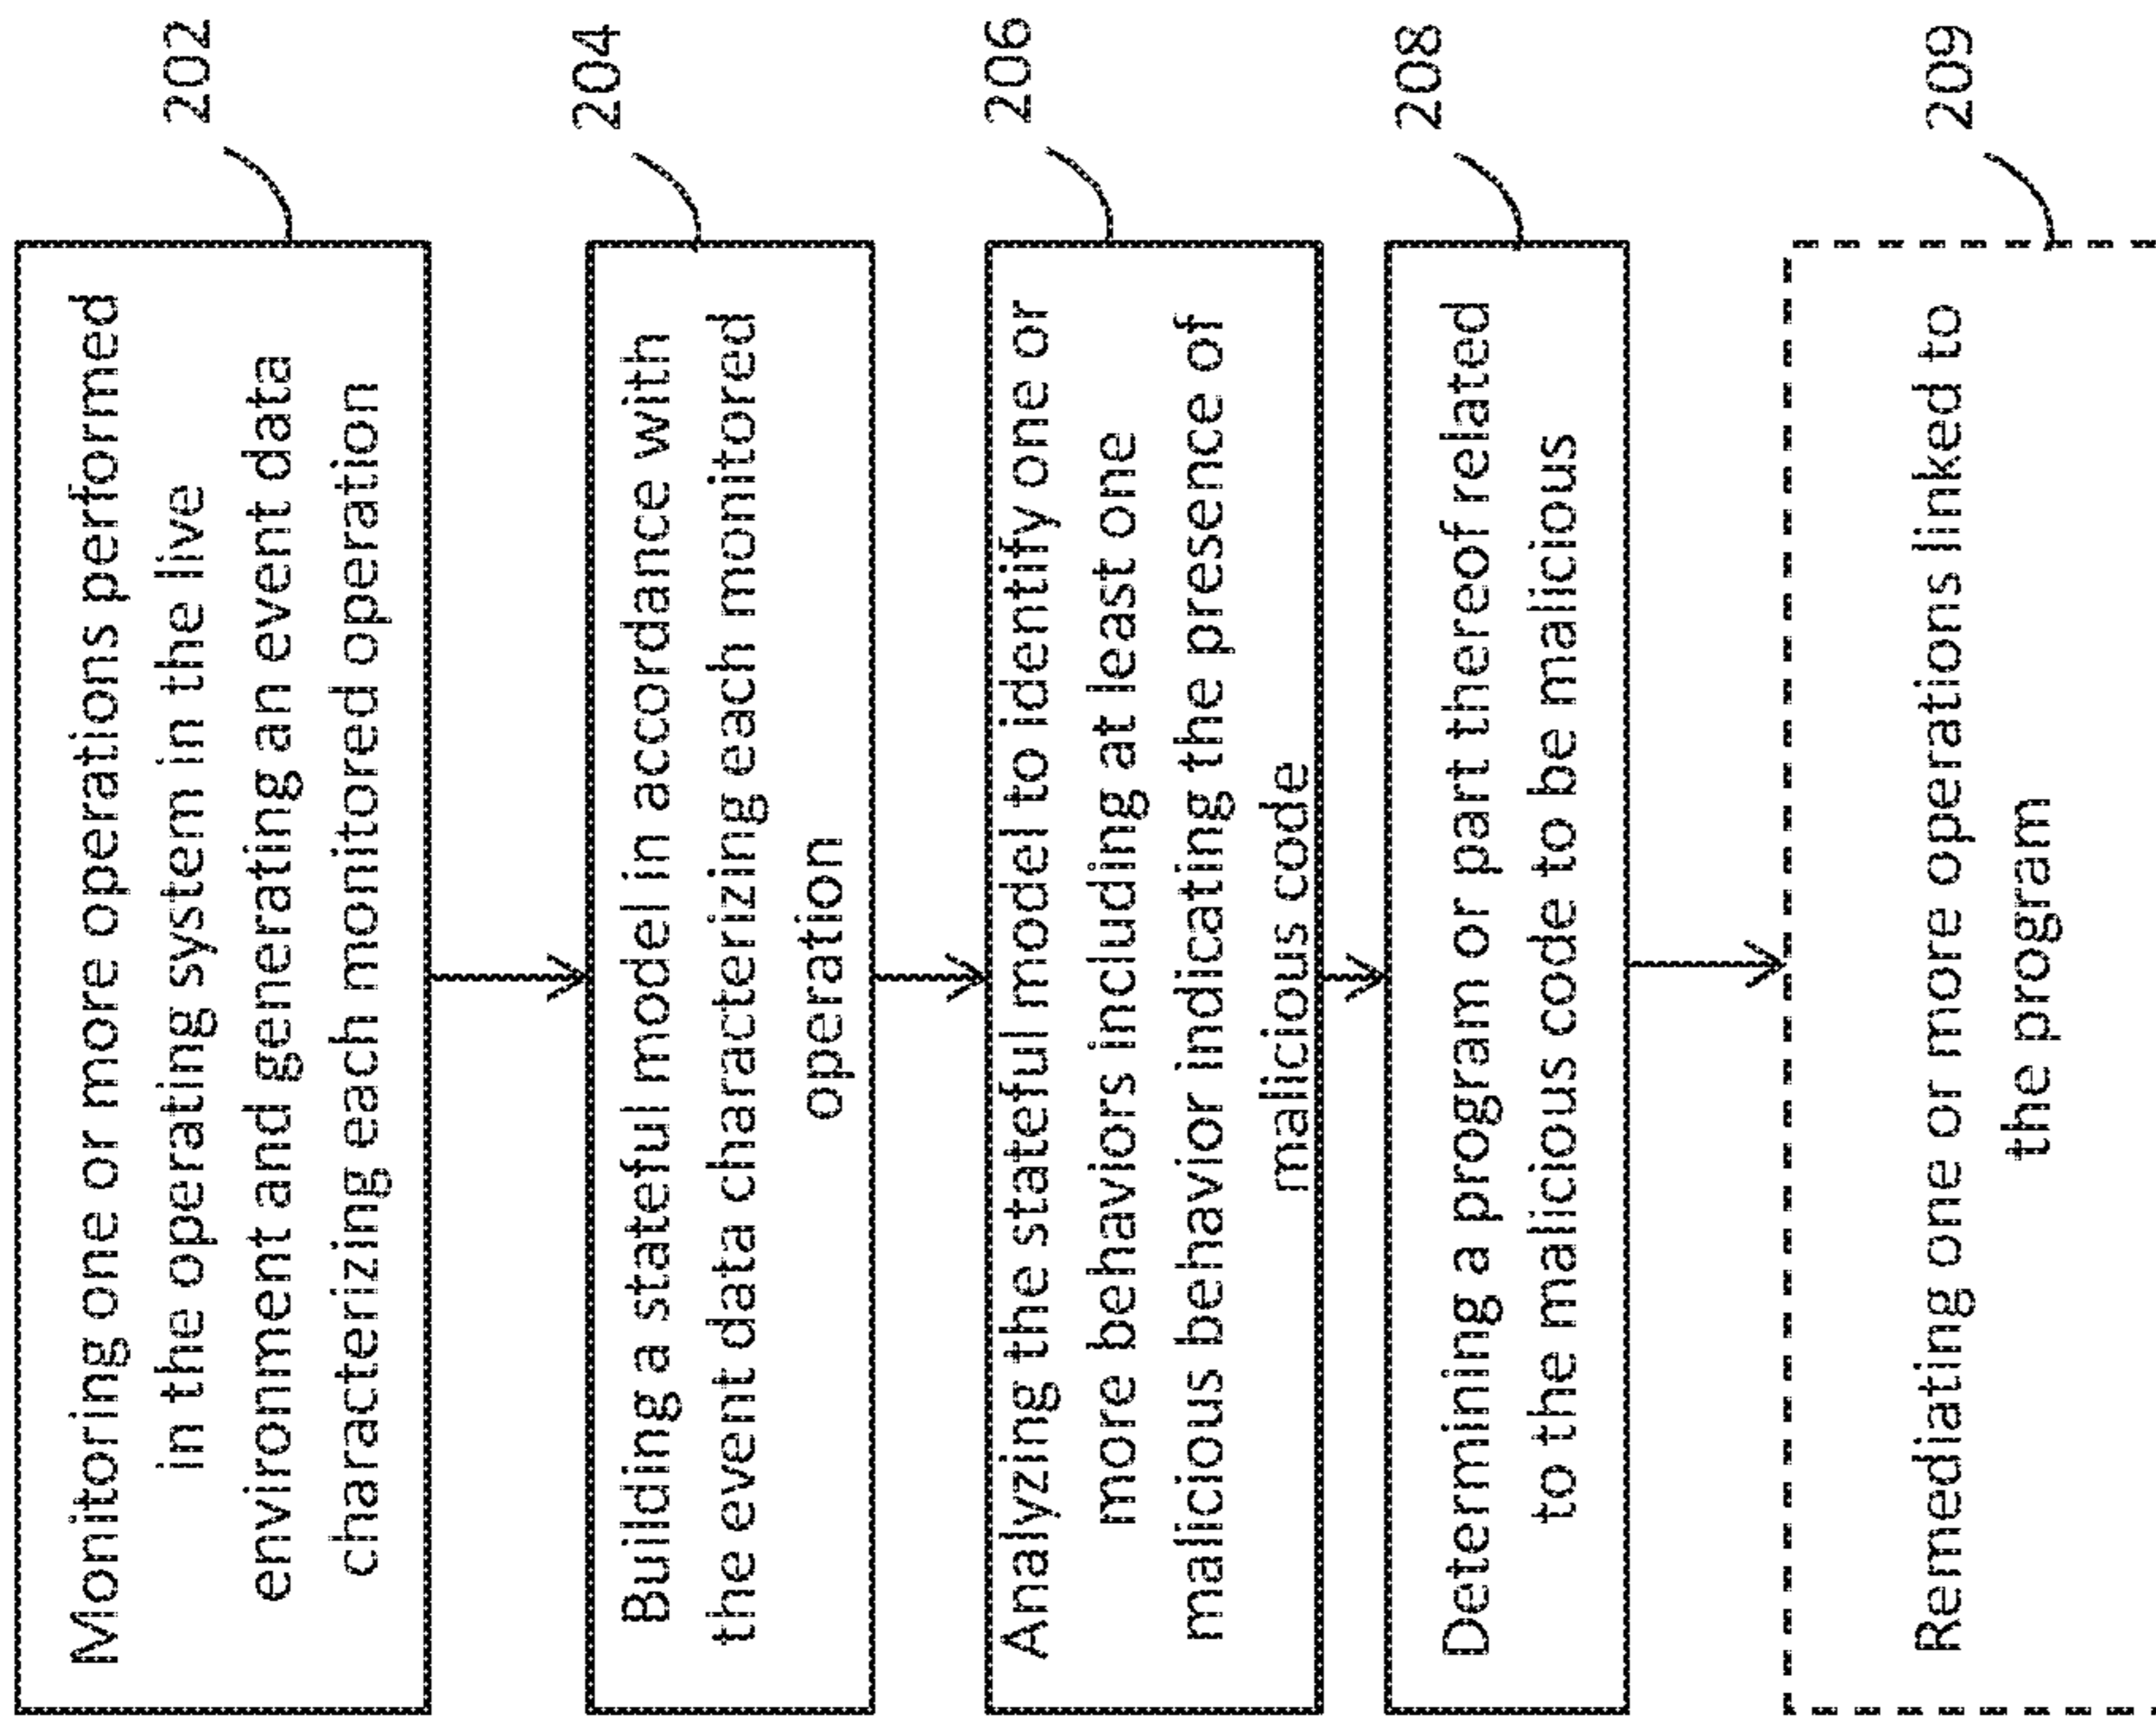 Monitoring one or more operations performed
in the operating system in the live
environment and generating an event data
characterizing each monitored operation
202
Building a stateful model in accordance with
the event data characterizing each monitored
operation
204
Analyzing the stateful model to identify one or
more behaviors including at least one
malicious behavior indicating the presence of
malicious code
206
Determining a program or part thereof related
to the malicious code to be malicious
208
Remediating one or more operations linked to
the program
209